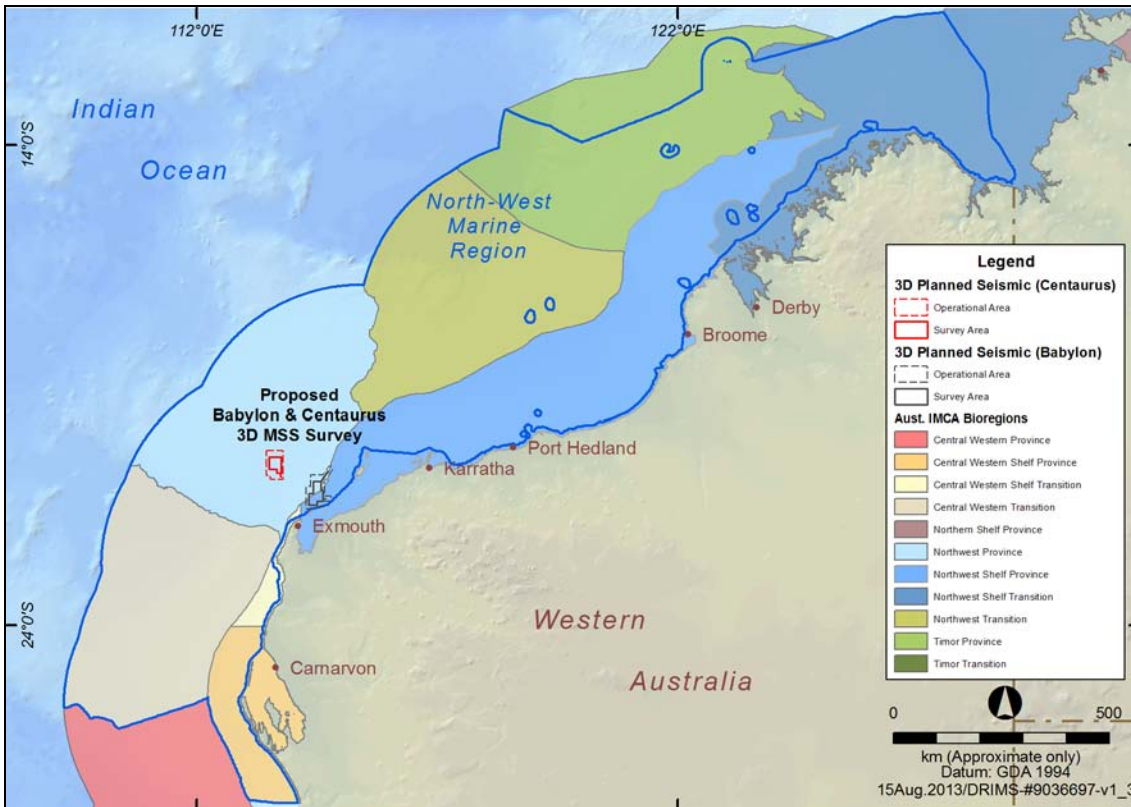 112°0'E
122°0'E
Indian
Ocean
14°0'S
North-West
Marine
Region
Derby
Broome
Proposed
Babylon & Centaurus
3D MSS Survey
Port Hedland
Karratha
Exmouth
24°0'S
Western
Australia
Carnarvon
Legend
3D Planned Seismic (Centaurus)
Operational Area
Survey Area
3D Planned Seismic (Babylon)
Operational Area
Survey Area
Aust. IMCA Bioregions
Central Western Province
Central Western Shelf Province
Central Western Shelf Transition
Central Western Transition
Northern Shelf Province
Northwest Province
Northwest Shelf Province
Northwest Shelf Transition
Northwest Transition
Timor Province
Timor Transition
0 500
km (Approximate only)
Datum: GDA 1994
15Aug.2013/DRIMS-#9036697-v1_3